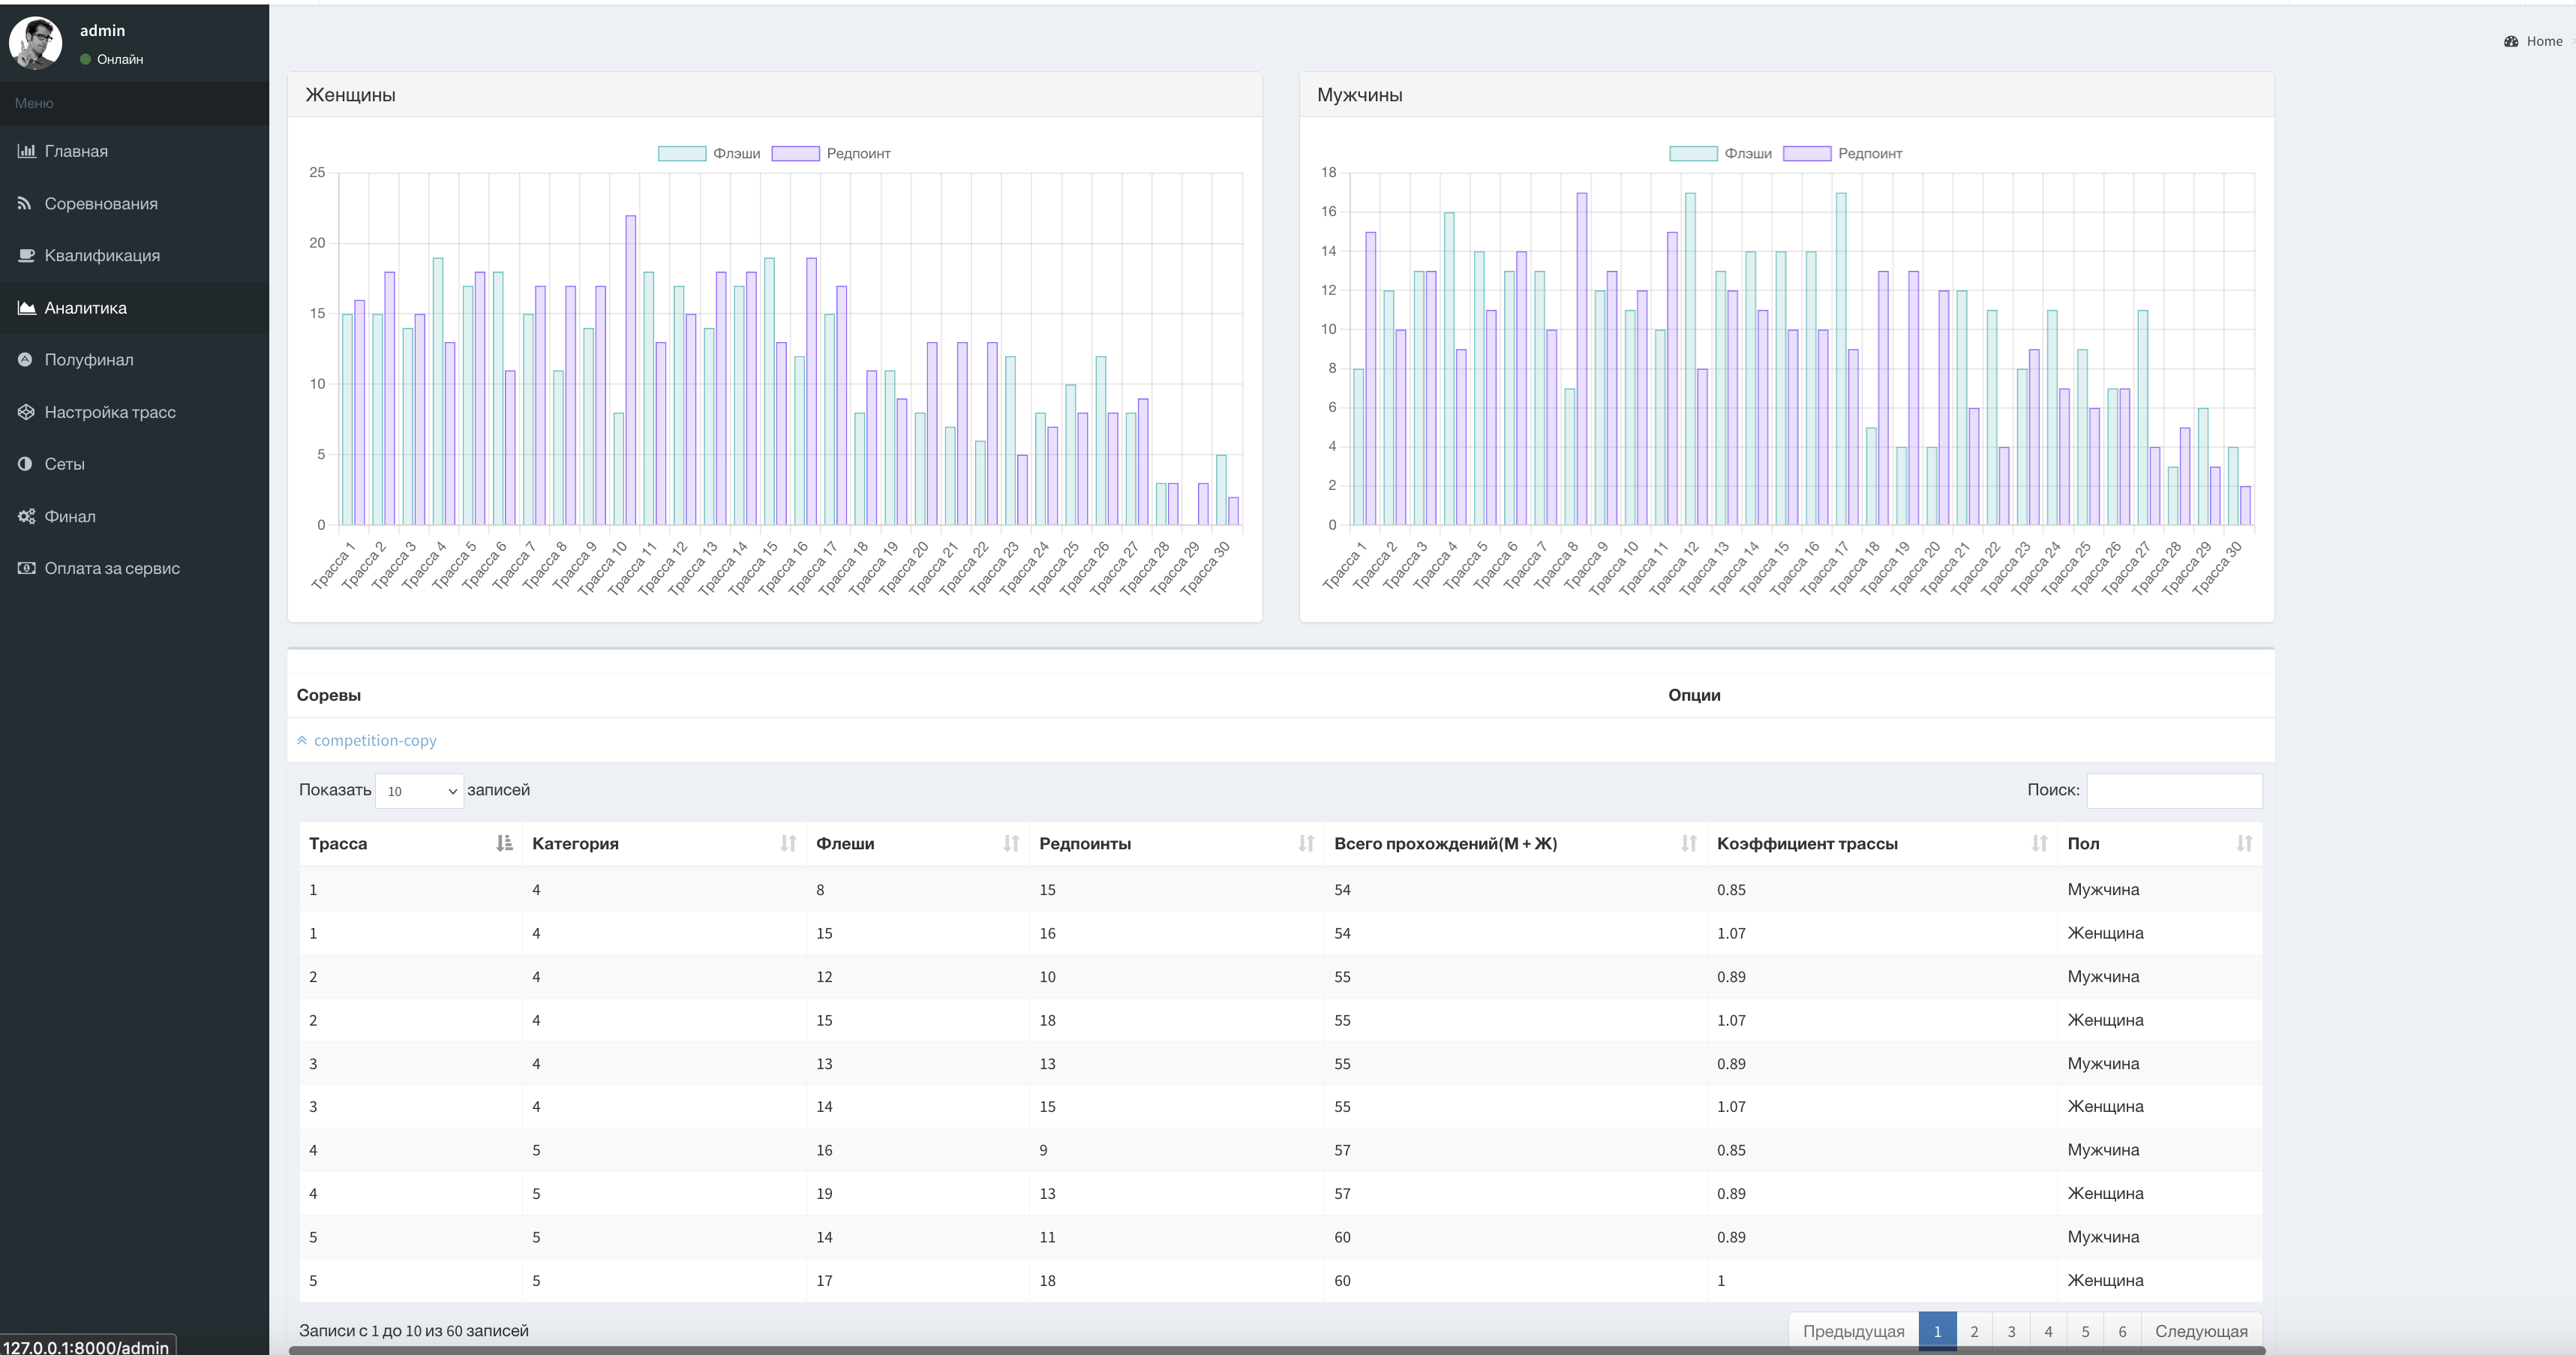 admin
Онлайн
Меню
Главная
Соревнования
Квалификация
Аналитика
Полуфинал
Настройка трасс
Сеты
Финал
Оплата за сервис
127.0.0.1:8000/admin
Home
Женщины
Флэши Редпоинт
25
20
15
10
5
0
Трасса 1
Трасса 2
Трасса 3
Трасса 4
Трасса 5
Трасса 6
Трасса 7
Трасса 8
Трасса 9
Трасса 10
Трасса 11
Трасса 12
Трасса 13
Трасса 14
Трасса 15
Трасса 16
Трасса 17
Трасса 18
Трасса 19
Трасса 20
Трасса 21
Трасса 22
Трасса 23
Трасса 24
Трасса 25
Трасса 26
Трасса 27
Трасса 28
Трасса 29
Трасса 30
Мужчины
Флэши Редпоинт
18
16
14
12
10
8
6
4
2
0
Трасса 1
Трасса 2
Трасса 3
Трасса 4
Трасса 5
Трасса 6
Трасса 7
Трасса 8
Трасса 9
Трасса 10
Трасса 11
Трасса 12
Трасса 13
Трасса 14
Трасса 15
Трасса 16
Трасса 17
Трасса 18
Трасса 19
Трасса 20
Трасса 21
Трасса 22
Трасса 23
Трасса 24
Трасса 25
Трасса 26
Трасса 27
Трасса 28
Трасса 29
Трасса 30
Соревы Опции
competition-copy
Показать 10 записей Поиск:
Трасса Категория Флеши Редпоинты Всего прохождений(М + Ж) Коэффициент трассы Пол
1 4 8 15 54 0.85 Мужчина
1 4 15 16 54 1.07 Женщина
2 4 12 10 55 0.89 Мужчина
2 4 15 18 55 1.07 Женщина
3 4 13 13 55 0.89 Мужчина
3 4 14 15 55 1.07 Женщина
4 5 16 9 57 0.85 Мужчина
4 5 19 13 57 0.89 Женщина
5 5 14 11 60 0.89 Мужчина
5 5 17 18 60 1 Женщина
Записи с 1 до 10 из 60 записей Предыдущая 1 2 3 4 5 6 Следующая